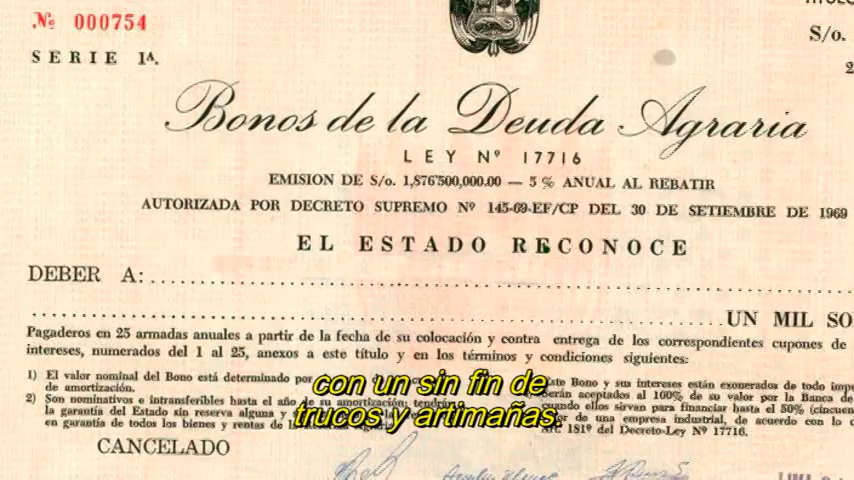 Nº 000754
SERIE 1A.
S/o.
2
Bonos de la Deuda Agraria
LEY Nº 17716
EMISION DE S/o. 1,876'500,000.00 — 5 % ANUAL AL REBATIR
AUTORIZADA POR DECRETO SUPREMO Nº 145-69-EF/CP DEL 30 DE SETIEMBRE DE 1969
EL ESTADO RECONOCE
DEBER A:
UN MIL SO
Pagaderos en 25 armadas anuales a partir de la fecha de su colocación y contra entrega de los correspondientes cupones de
intereses, numerados del 1 al 25, anexos a este título y en los términos y condiciones siguientes:
1) El valor nominal del Bono está determinado por
de amortización.
2) Son nominativos e intransferibles hasta el año de su amortización; tendrán
la garantía del Estado sin reserva alguna y
en garantía de todos los bienes y rentas de
Este Bono y sus intereses están exonerados de todo imp
Serán aceptados al 100% de su valor por la Banca de
cuando ellos sirvan para financiar hasta el 50% (cincuen
de una empresa industrial, de acuerdo con lo
Art. 181º del Decreto-Ley Nº 17716.
con un sin fin de
trucos y artimañas.
CANCELADO